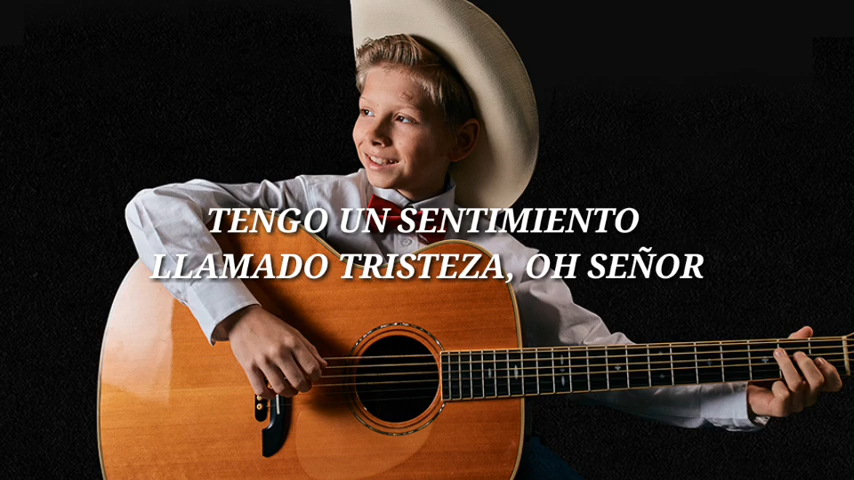 TENGO UN SENTIMIENTO
LLAMADO TRISTEZA, OH SEÑOR